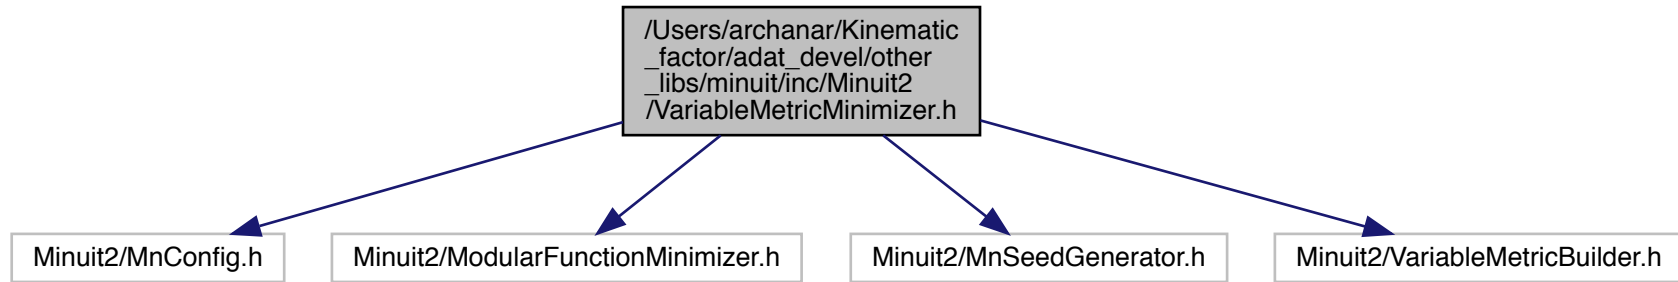 /Users/archanar/Kinematic
_factor/adat_devel/other
_libs/minuit/inc/Minuit2
/VariableMetricMinimizer.h
Minuit2/MnConfig.h
Minuit2/ModularFunctionMinimizer.h
Minuit2/MnSeedGenerator.h
Minuit2/VariableMetricBuilder.h